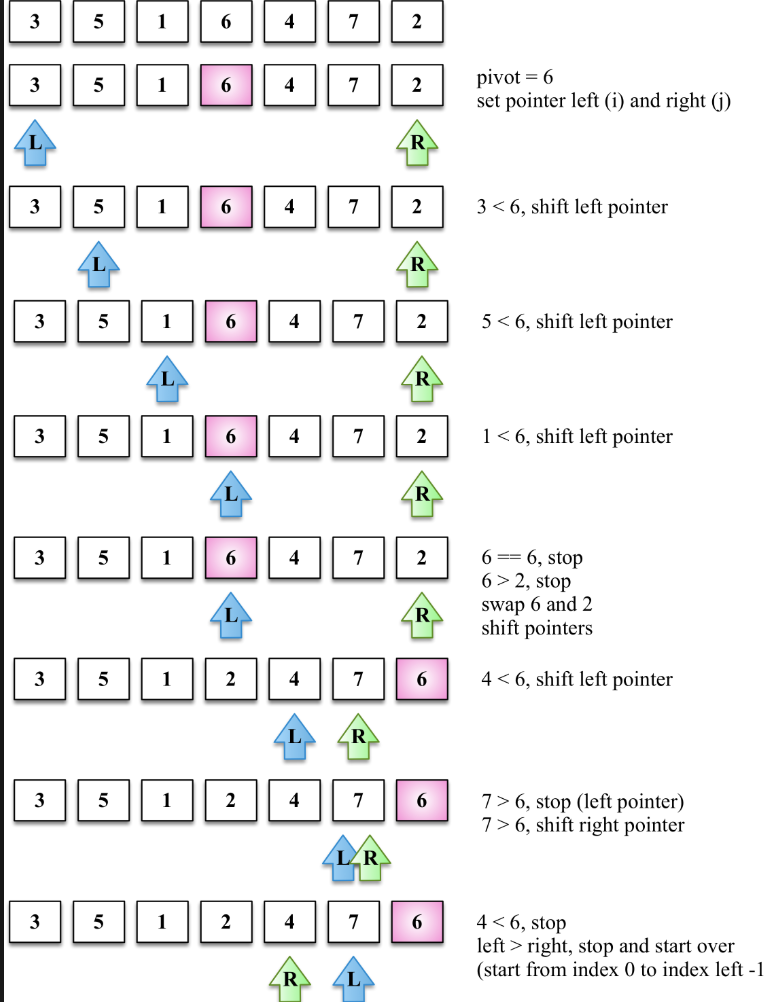 3 5 1 6 4 7 2
3 5 1 6 4 7 2
pivot = 6
set pointer left (i) and right (j)
L R
3 5 1 6 4 7 2
3 < 6, shift left pointer
L R
3 5 1 6 4 7 2
5 < 6, shift left pointer
L R
3 5 1 6 4 7 2
1 < 6, shift left pointer
L R
3 5 1 6 4 7 2
6 == 6, stop
6 > 2, stop
swap 6 and 2
shift pointers
L R
3 5 1 2 4 7 6
4 < 6, shift left pointer
L R
3 5 1 2 4 7 6
7 > 6, stop (left pointer)
7 > 6, shift right pointer
L R
3 5 1 2 4 7 6
4 < 6, stop
left > right, stop and start over
(start from index 0 to index left -1
R L